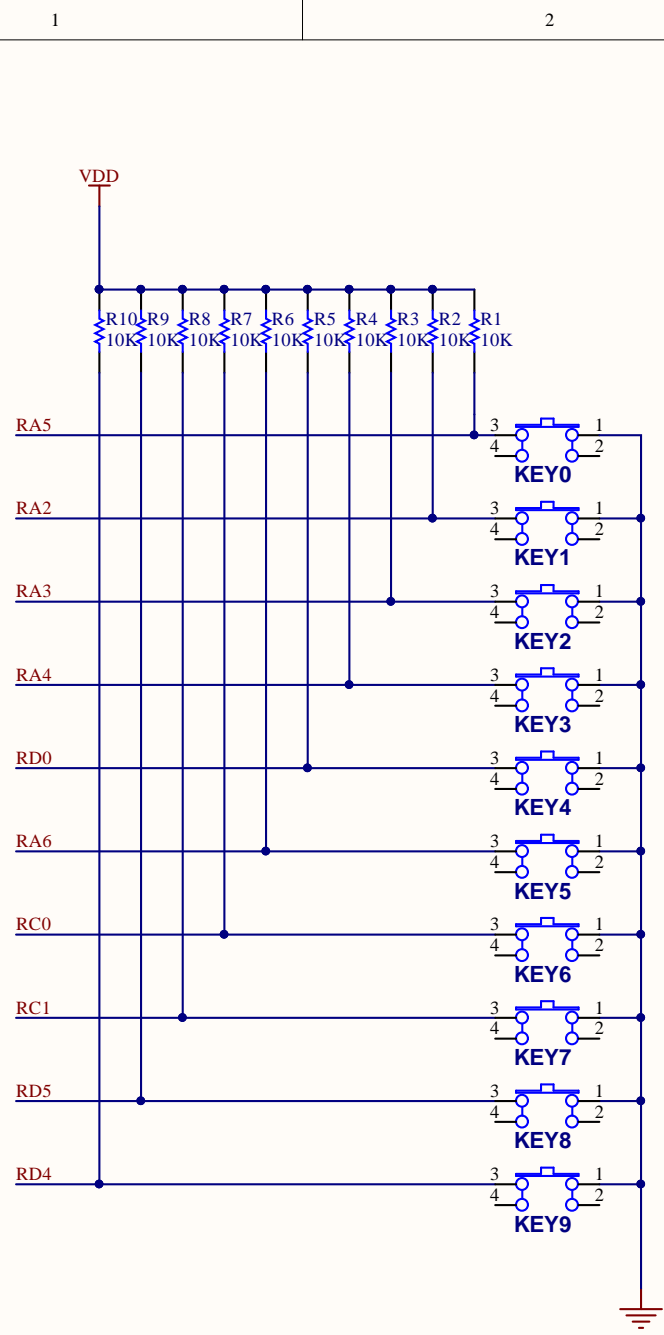 1 2
VDD
R10 R9 R8 R7 R6 R5 R4 R3 R2 R1
10K 10K 10K 10K 10K 10K 10K 10K 10K 10K
RA5 3 1
4 2
KEY0
RA2 3 1
4 2
KEY1
RA3 3 1
4 2
KEY2
RA4 3 1
4 2
KEY3
RD0 3 1
4 2
KEY4
RA6 3 1
4 2
KEY5
RC0 3 1
4 2
KEY6
RC1 3 1
4 2
KEY7
RD5 3 1
4 2
KEY8
RD4 3 1
4 2
KEY9